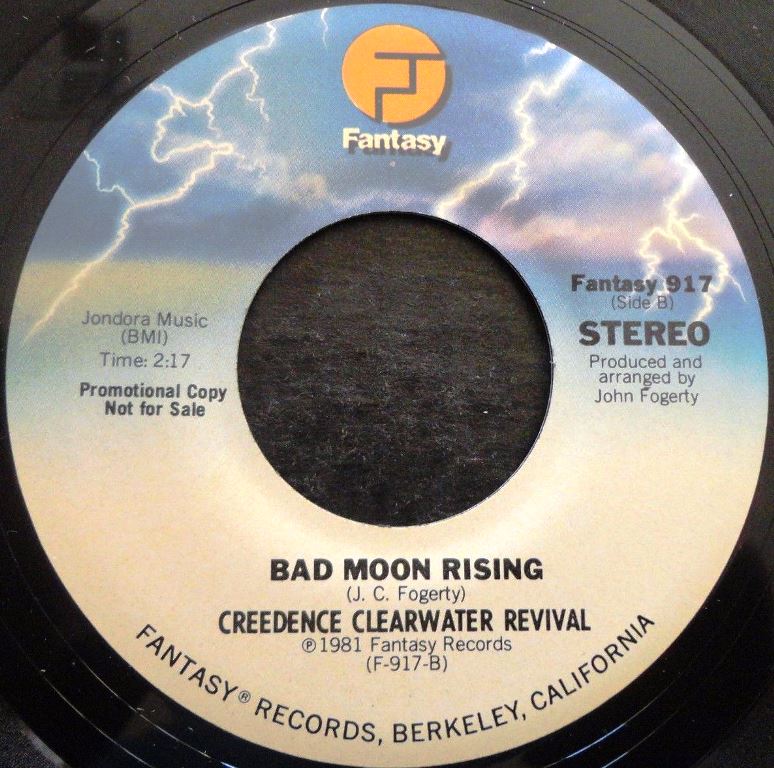 Fantasy
Jondora Music
(BMI)
Time: 2:17
Promotional Copy
Not for Sale
Fantasy 917
(Side B)
STEREO
Produced and
arranged by
John Fogerty
BAD MOON RISING
(J. C. Fogerty)
CREEDENCE CLEARWATER REVIVAL
℗1981 Fantasy Records
(F-917-B)
FANTASY® RECORDS, BERKELEY, CALIFORNIA